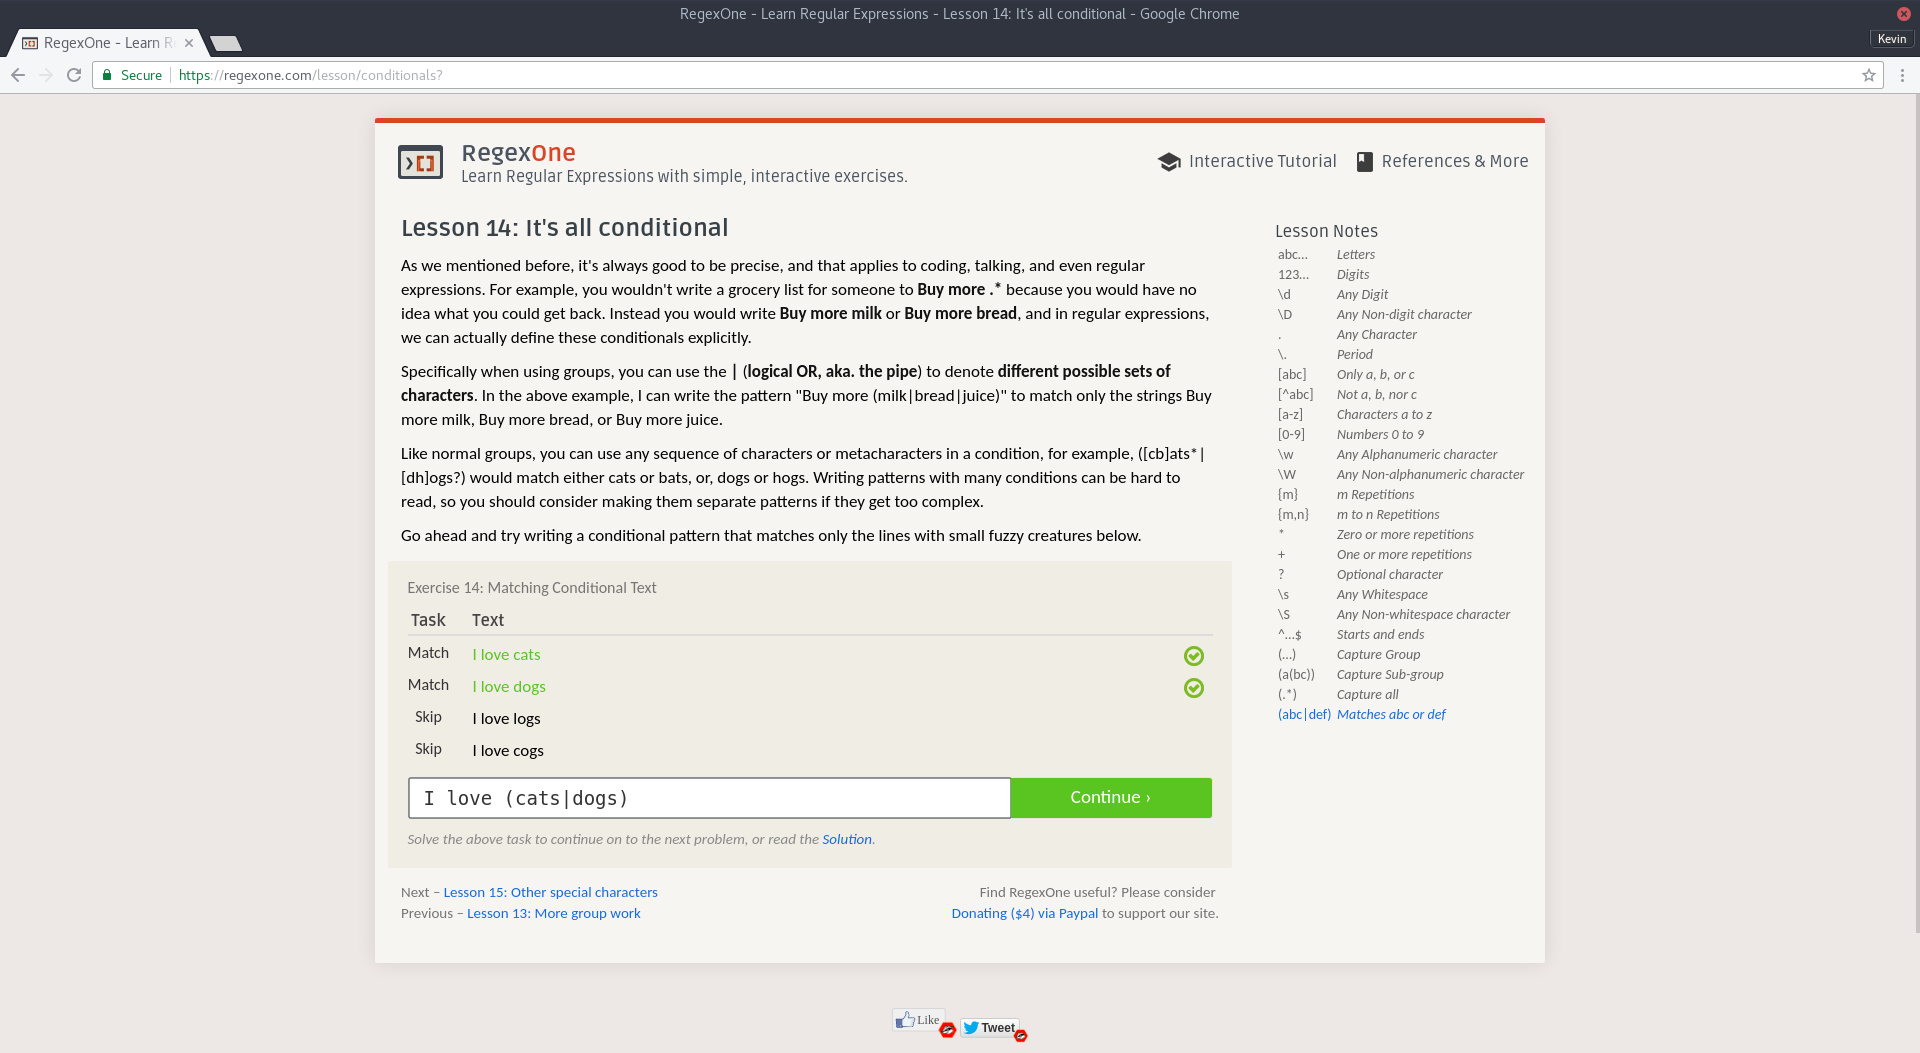 RegexOne - Learn Regular Expressions - Lesson 14: It's all conditional - Google Chrome
RegexOne - Learn R
Kevin
Secure https://regexone.com/lesson/conditionals?
RegexOne
Learn Regular Expressions with simple, interactive exercises.
Interactive Tutorial References & More
Lesson 14: It's all conditional
As we mentioned before, it's always good to be precise, and that applies to coding, talking, and even regular
expressions. For example, you wouldn't write a grocery list for someone to Buy more .* because you would have no
idea what you could get back. Instead you would write Buy more milk or Buy more bread, and in regular expressions,
we can actually define these conditionals explicitly.
Specifically when using groups, you can use the | (logical OR, aka. the pipe) to denote different possible sets of
characters. In the above example, I can write the pattern "Buy more (milk|bread|juice)" to match only the strings Buy
more milk, Buy more bread, or Buy more juice.
Like normal groups, you can use any sequence of characters or metacharacters in a condition, for example, ([cb]ats*|
[dh]ogs?) would match either cats or bats, or, dogs or hogs. Writing patterns with many conditions can be hard to
read, so you should consider making them separate patterns if they get too complex.
Go ahead and try writing a conditional pattern that matches only the lines with small fuzzy creatures below.
Exercise 14: Matching Conditional Text
Task Text
Match I love cats
Match I love dogs
Skip I love logs
Skip I love cogs
I love (cats|dogs)
Continue ›
Solve the above task to continue on to the next problem, or read the Solution.
Next – Lesson 15: Other special characters
Previous – Lesson 13: More group work
Find RegexOne useful? Please consider
Donating ($4) via Paypal to support our site.
Lesson Notes
abc… Letters
123… Digits
\d Any Digit
\D Any Non-digit character
. Any Character
\. Period
[abc] Only a, b, or c
[^abc] Not a, b, nor c
[a-z] Characters a to z
[0-9] Numbers 0 to 9
\w Any Alphanumeric character
\W Any Non-alphanumeric character
{m} m Repetitions
{m,n} m to n Repetitions
* Zero or more repetitions
+ One or more repetitions
? Optional character
\s Any Whitespace
\S Any Non-whitespace character
^…$ Starts and ends
(…) Capture Group
(a(bc)) Capture Sub-group
(.*) Capture all
(abc|def) Matches abc or def
Like
Tweet